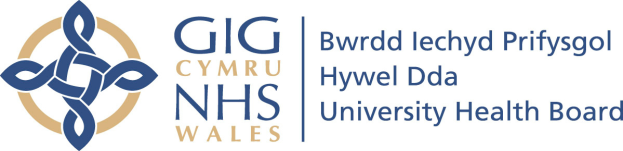 GIG
CYMRU
NHS
WALES
Bwrdd Iechyd Prifysgol
Hywel Dda
University Health Board